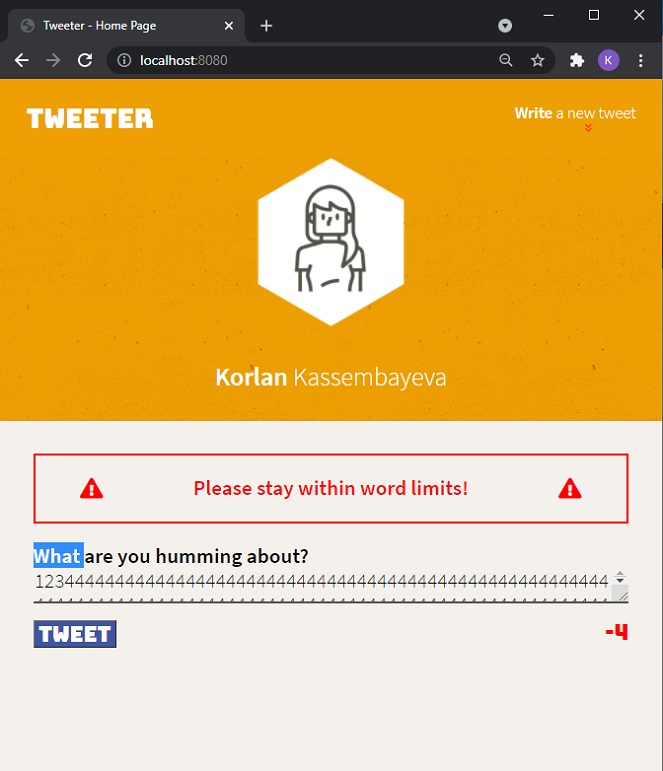 Tweeter - Home Page
localhost:8080
K
TWEETER
Write a new tweet
Korlan Kassembayeva
Please stay within word limits!
What are you humming about?
TWEET
-4